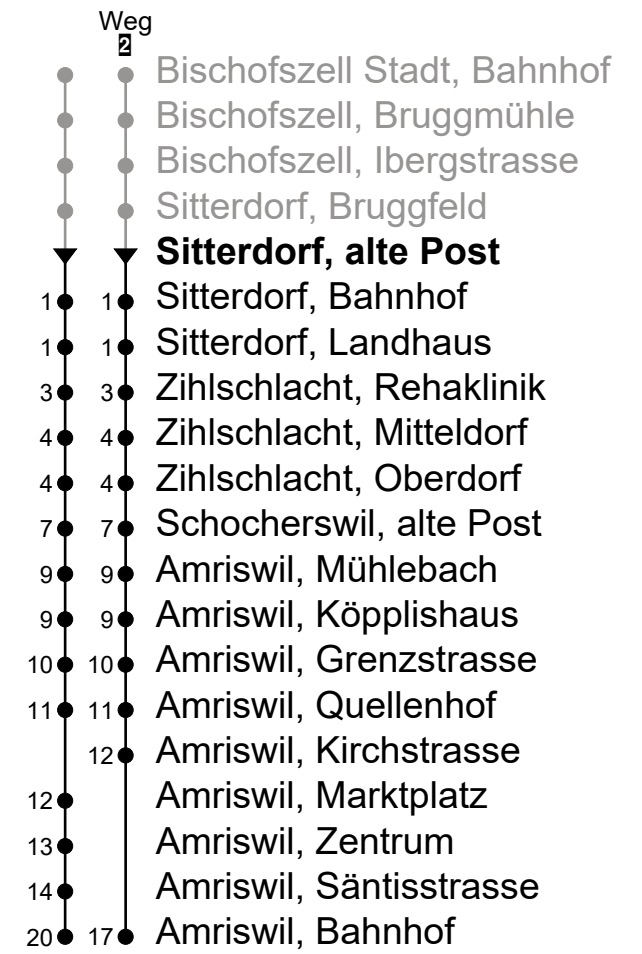 Weg
2
Bischofszell Stadt, Bahnhof
Bischofszell, Bruggmühle
Bischofszell, Ibergstrasse
Sitterdorf, Bruggfeld
Sitterdorf, alte Post
1 1 Sitterdorf, Bahnhof
1 1 Sitterdorf, Landhaus
3 3 Zihlschlacht, Rehaklinik
4 4 Zihlschlacht, Mitteldorf
4 4 Zihlschlacht, Oberdorf
7 7 Schocherswil, alte Post
9 9 Amriswil, Mühlebach
9 9 Amriswil, Köpplishaus
10 10 Amriswil, Grenzstrasse
11 11 Amriswil, Quellenhof
12 Amriswil, Kirchstrasse
12 Amriswil, Marktplatz
13 Amriswil, Zentrum
14 Amriswil, Säntisstrasse
20 17 Amriswil, Bahnhof